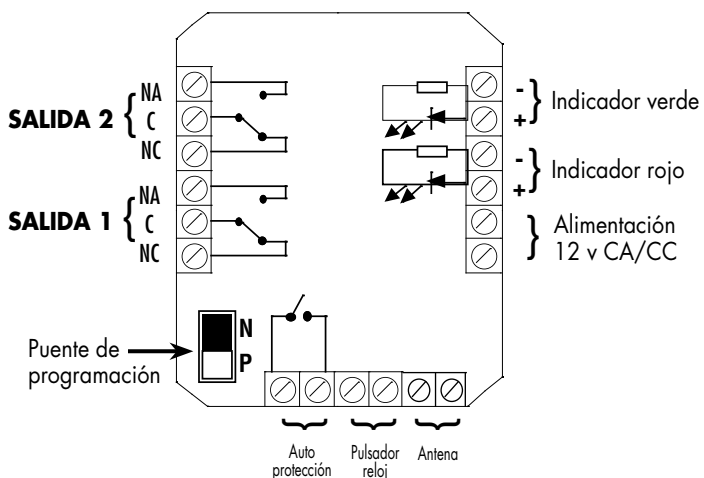 NA
SALIDA 2 { C
NC
NA
SALIDA 1 { C
NC
- } Indicador verde
+
- } Indicador rojo
+
} Alimentación
12 v CA/CC
Puente de
programación
N
P
Auto
protección
Pulsador
reloj
Antena